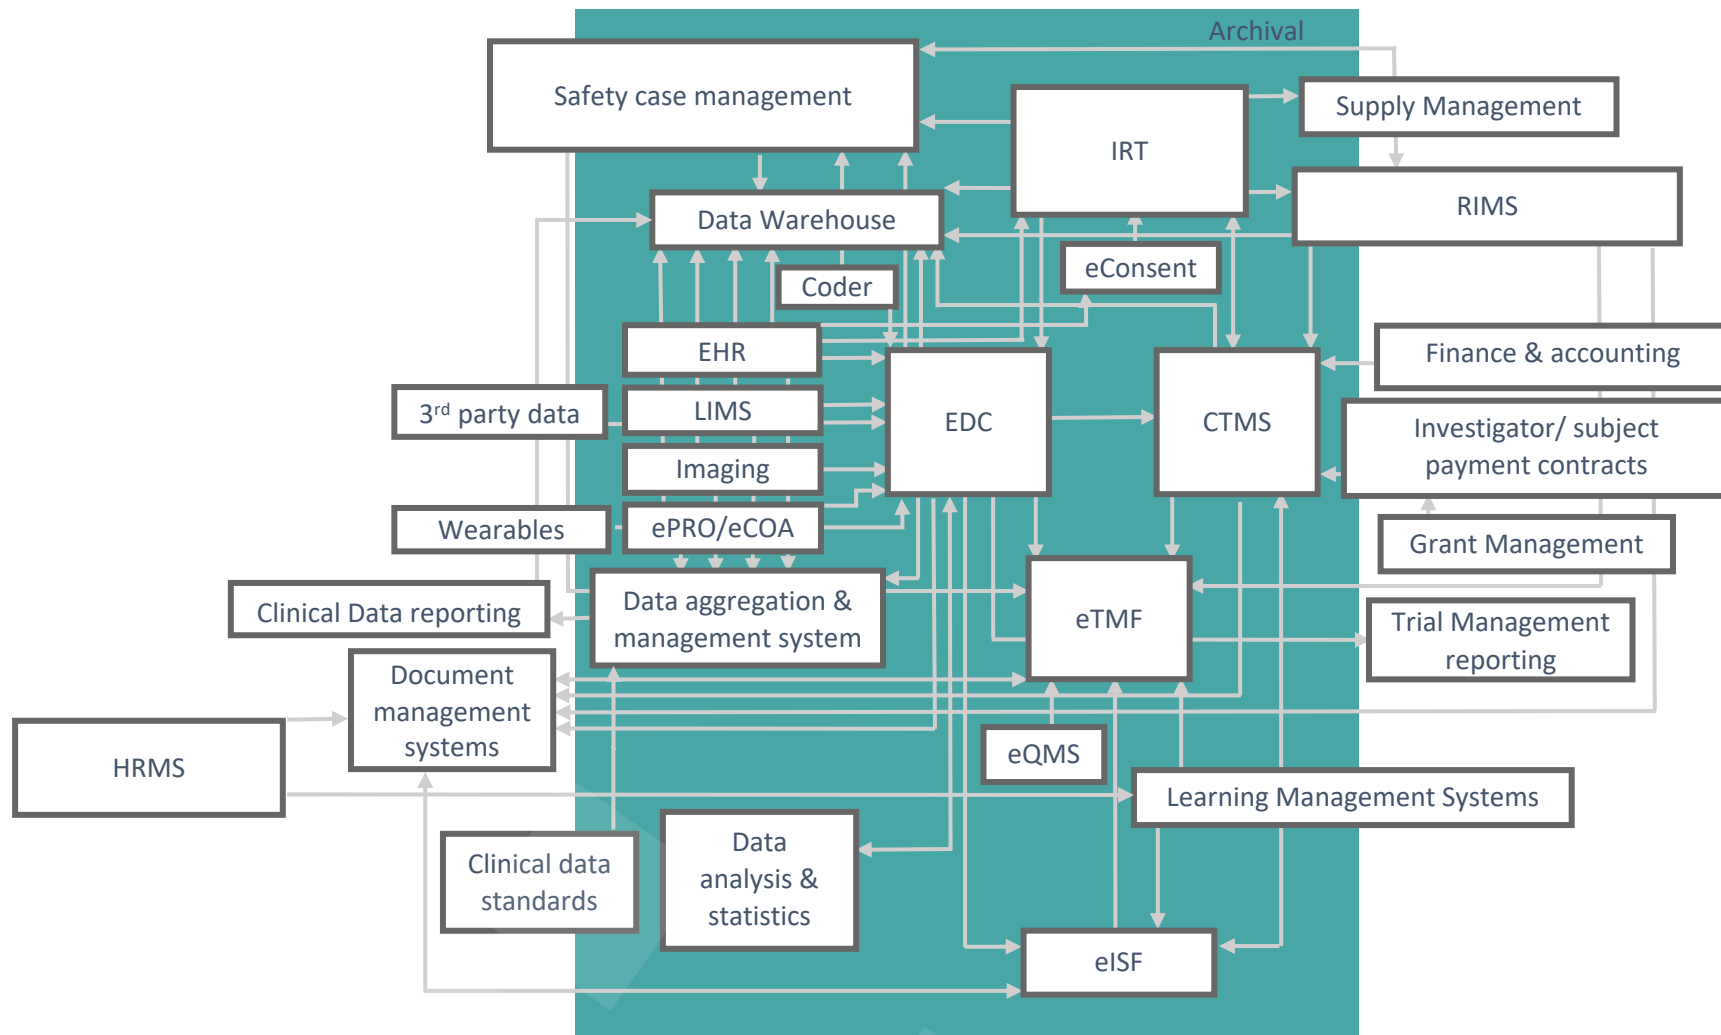 Archival
Safety case management
Supply Management
IRT
RIMS
Data Warehouse
eConsent
Coder
EHR
Finance & accounting
3rd party data
LIMS
EDC
CTMS
Investigator/ subject
payment contracts
Imaging
Wearables
ePRO/eCOA
Grant Management
Clinical Data reporting
Data aggregation &
management system
eTMF
Trial Management
reporting
Document
management
systems
HRMS
eQMS
Learning Management Systems
Clinical data
standards
Data
analysis &
statistics
eISF